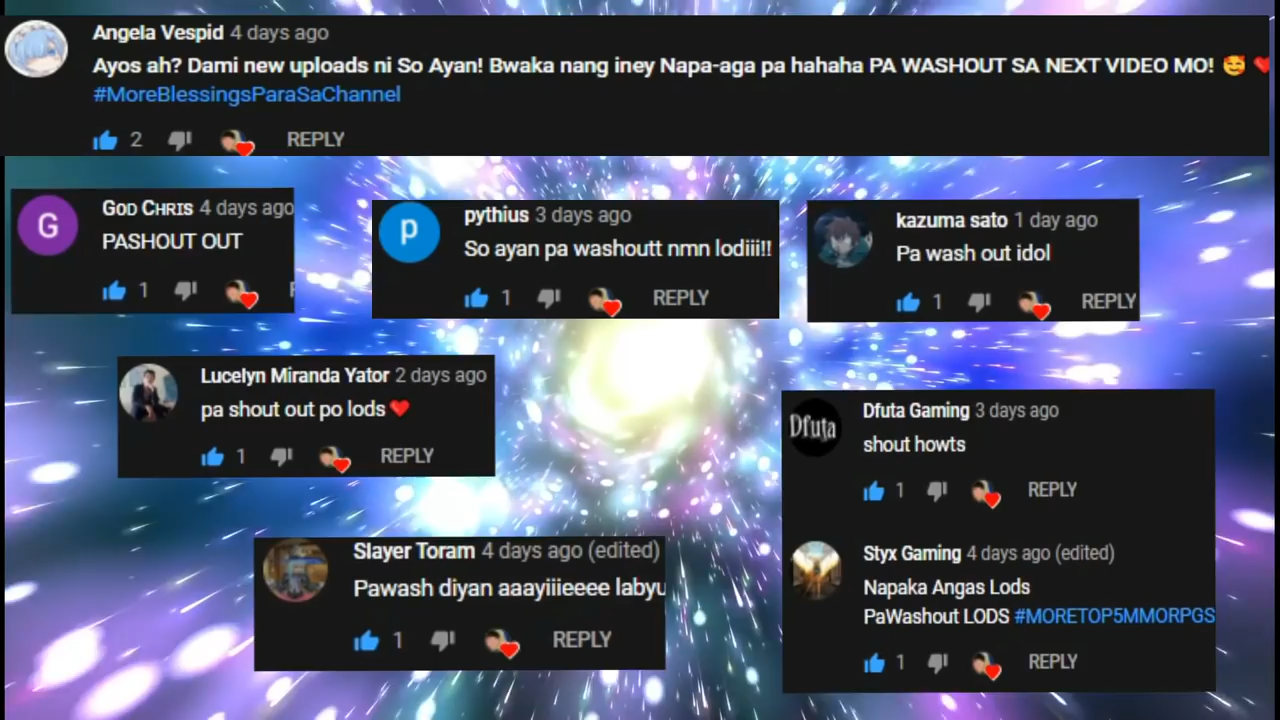 Angela Vespid 4 days ago
Ayos ah? Dami new uploads ni So Ayan! Bwaka nang iney Napa-aga pa hahaha PA WASHOUT SA NEXT VIDEO MO! 🥰 ❤
#MoreBlessingsParaSaChannel
2 REPLY
G
GOD CHRIS 4 days ago
PASHOUT OUT
1
p
pythius 3 days ago
So ayan pa washoutt nmn lodiii!!
1 REPLY
kazuma sato 1 day ago
Pa wash out idol
1 REPLY
Lucelyn Miranda Yator 2 days ago
pa shout out po lods ❤
1 REPLY
Dfuta
Dfuta Gaming 3 days ago
shout howts
1 REPLY
Slayer Toram 4 days ago (edited)
Pawash diyan aaayiiieeee labyu
1 REPLY
Styx Gaming 4 days ago (edited)
Napaka Angas Lods
PaWashout LODS #MORETOP5MMORPGS
1 REPLY